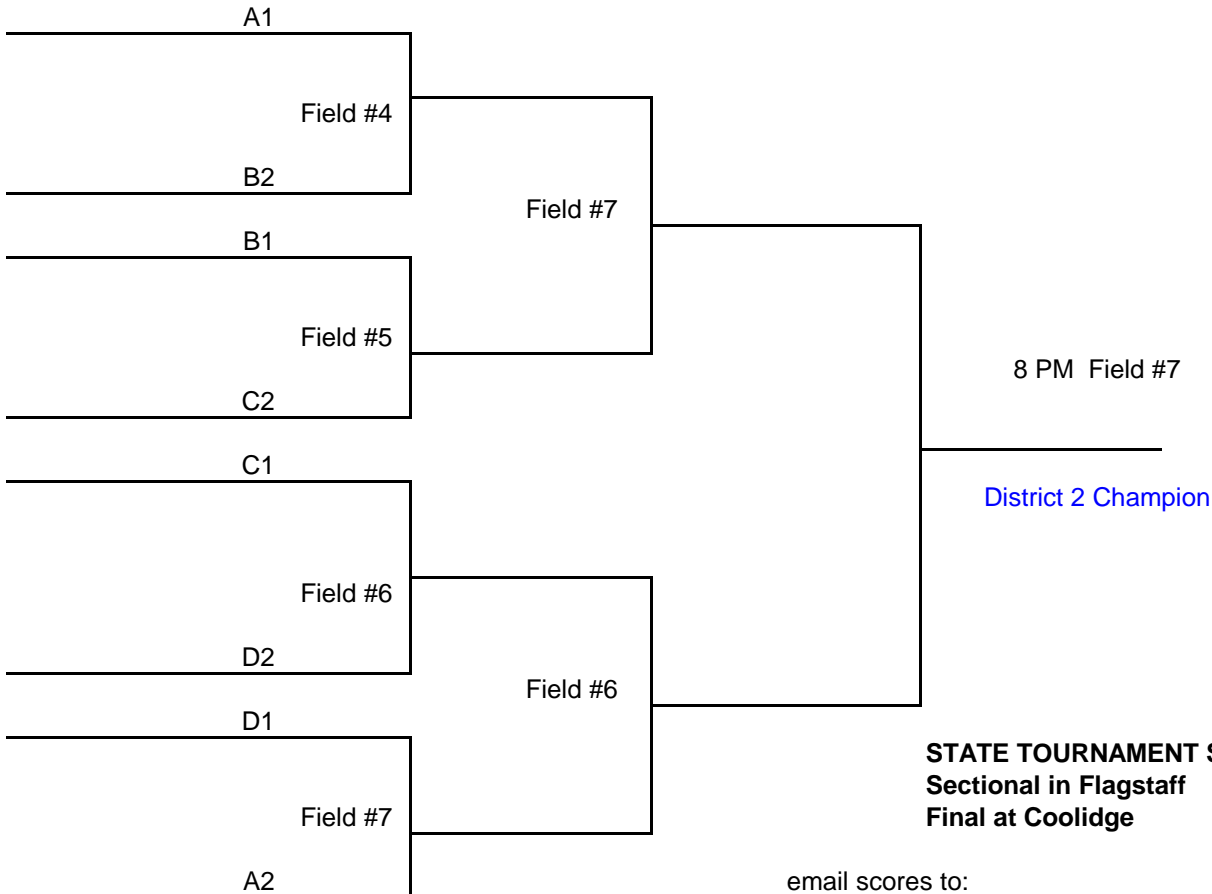 A1
Field #4
B2
Field #7
B1
Field #5
8 PM Field #7
C2
C1
District 2 Champion
Field #6
D2
Field #6
D1
STATE TOURNAMENT
Sectional in Flagstaff
Final at Coolidge
Field #7
A2
email scores to: